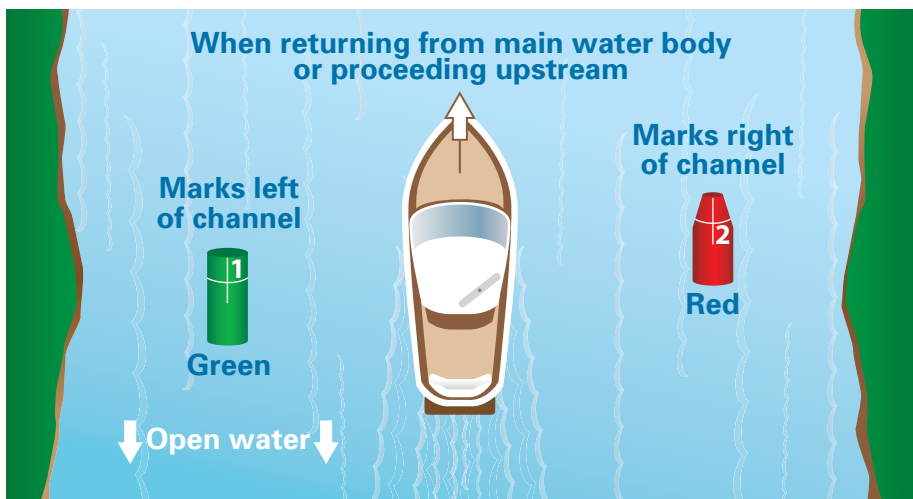 When returning from main water body
or proceeding upstream
Marks left
of channel
1
Green
Marks right
of channel
2
Red
Open water